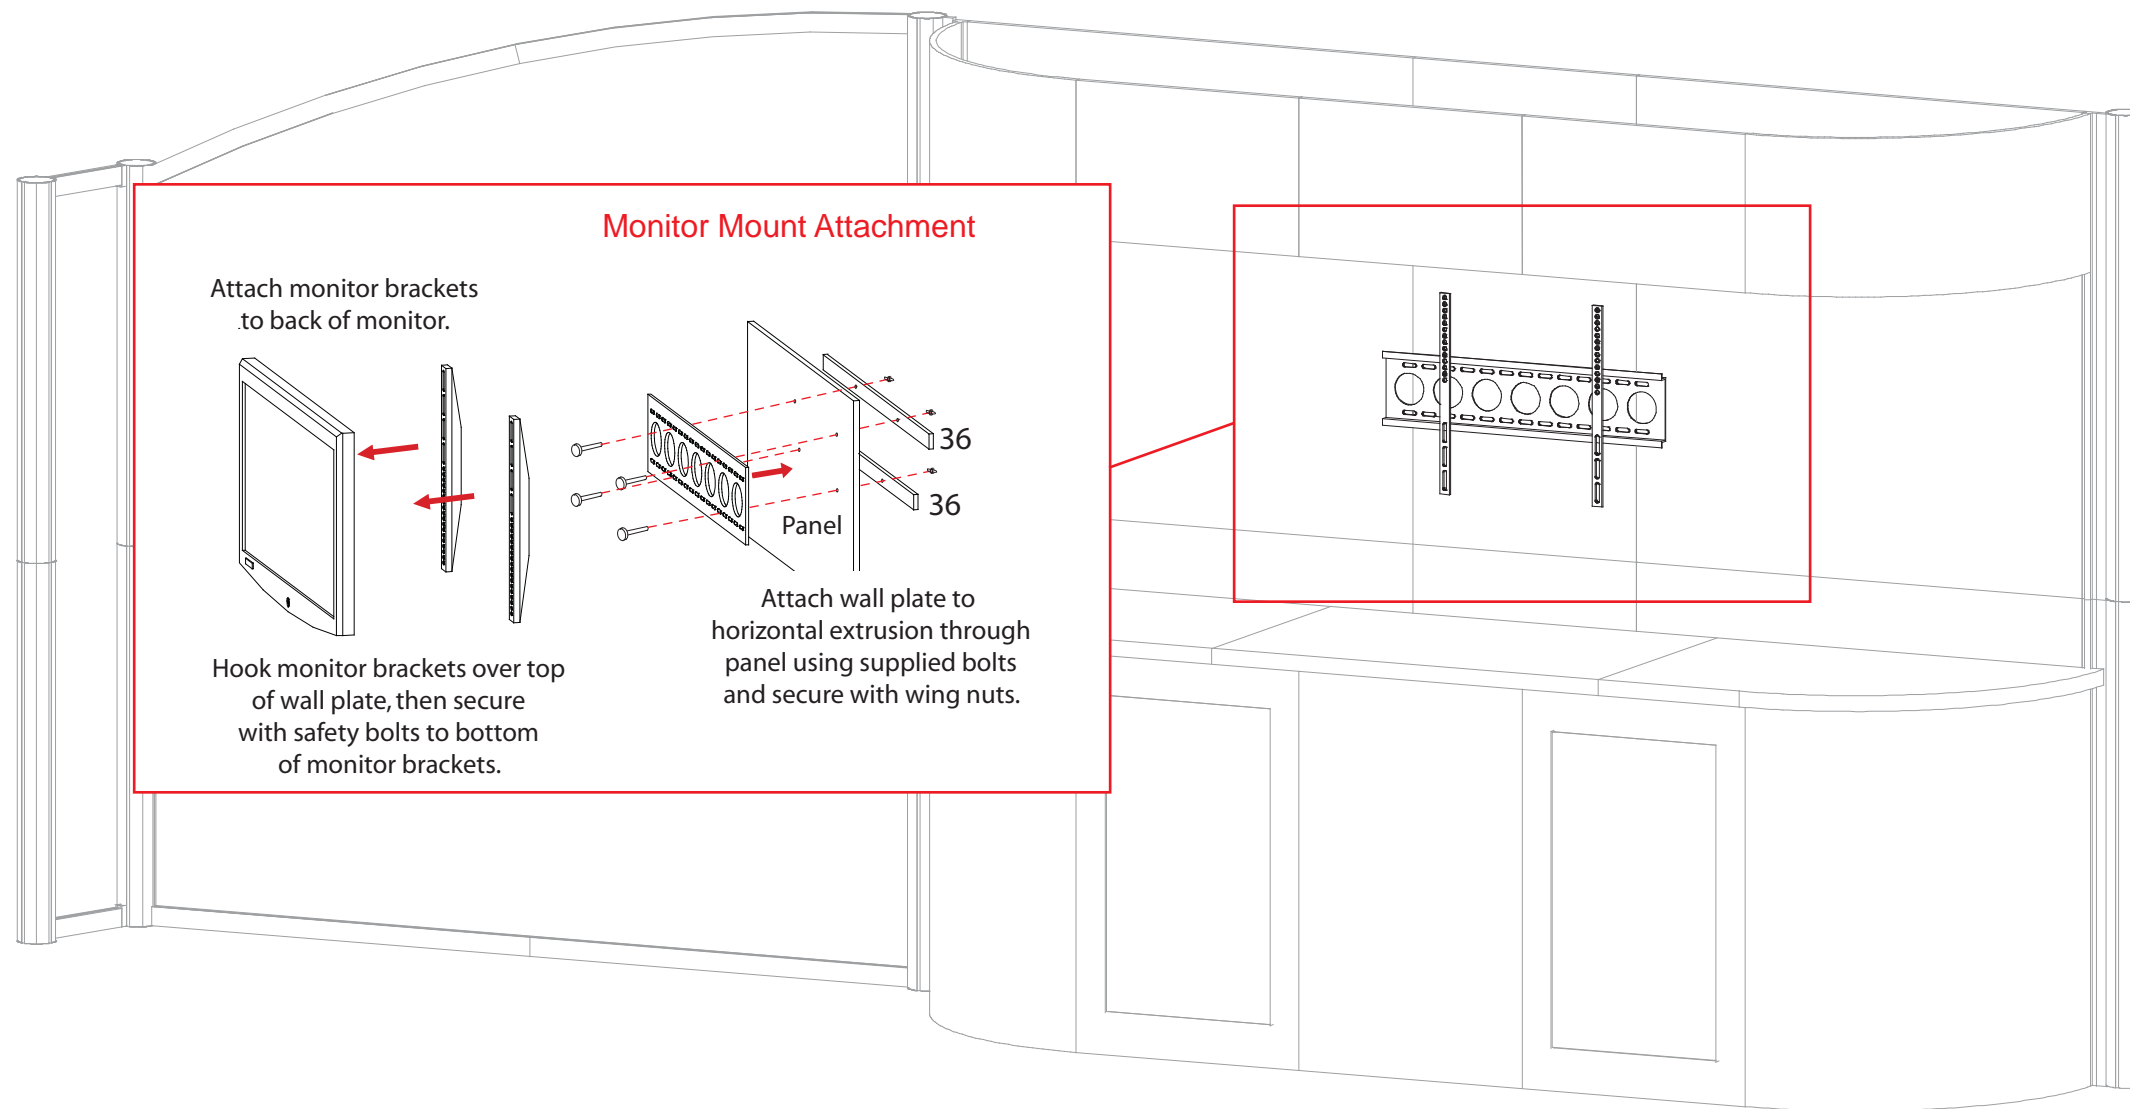 Monitor Mount Attachment
Attach monitor brackets
.to back of monitor.
36
36
Panel
Attach wall plate to
horizontal extrusion through
panel using supplied bolts
and secure with wing nuts.
Hook monitor brackets over top
of wall plate, then secure
with safety bolts to bottom
of monitor brackets.